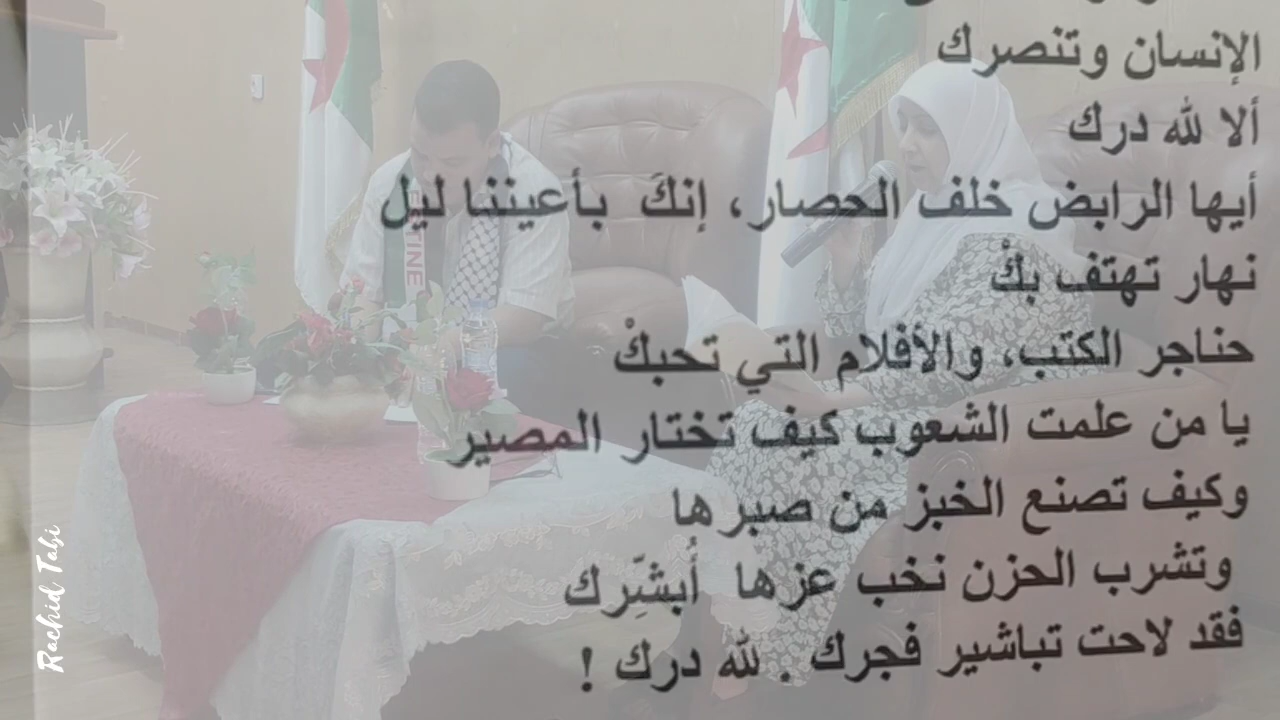 الإنسان وتنصرك
ألا لله درك
أيها الرابض خلف الحصار، إنكَ بأعيننا ليل
نهار تهتف بكْ
حناجر الكتب، والأقلام التي تحبكْ
يا من علمت الشعوب كيف تختار المصير
وكيف تصنع الخبز من صبرها
وتشرب الحزن نخب عزها أُبشِّرك
فقد لاحت تباشير فجرك . لله درك !
TINE
Rachid Tabi